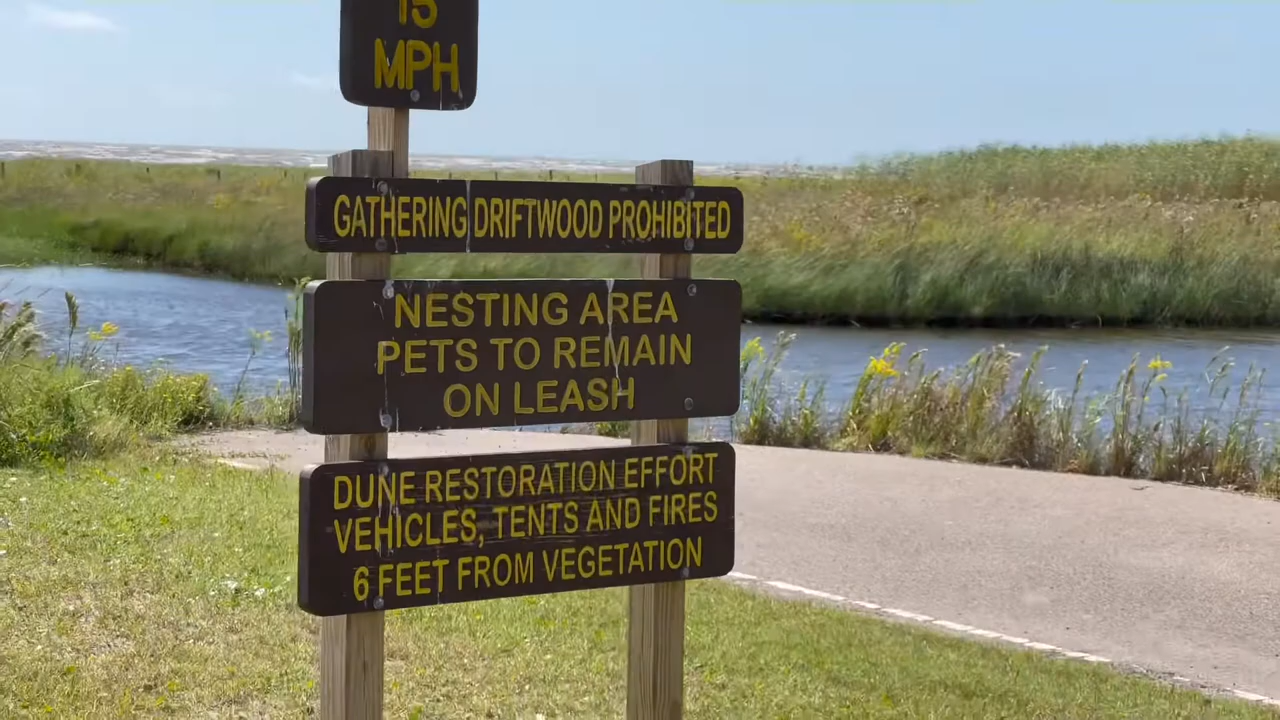 15
MPH
GATHERING DRIFTWOOD PROHIBITED
NESTING AREA
PETS TO REMAIN
ON LEASH
DUNE RESTORATION EFFORT
VEHICLES, TENTS AND FIRES
6 FEET FROM VEGETATION